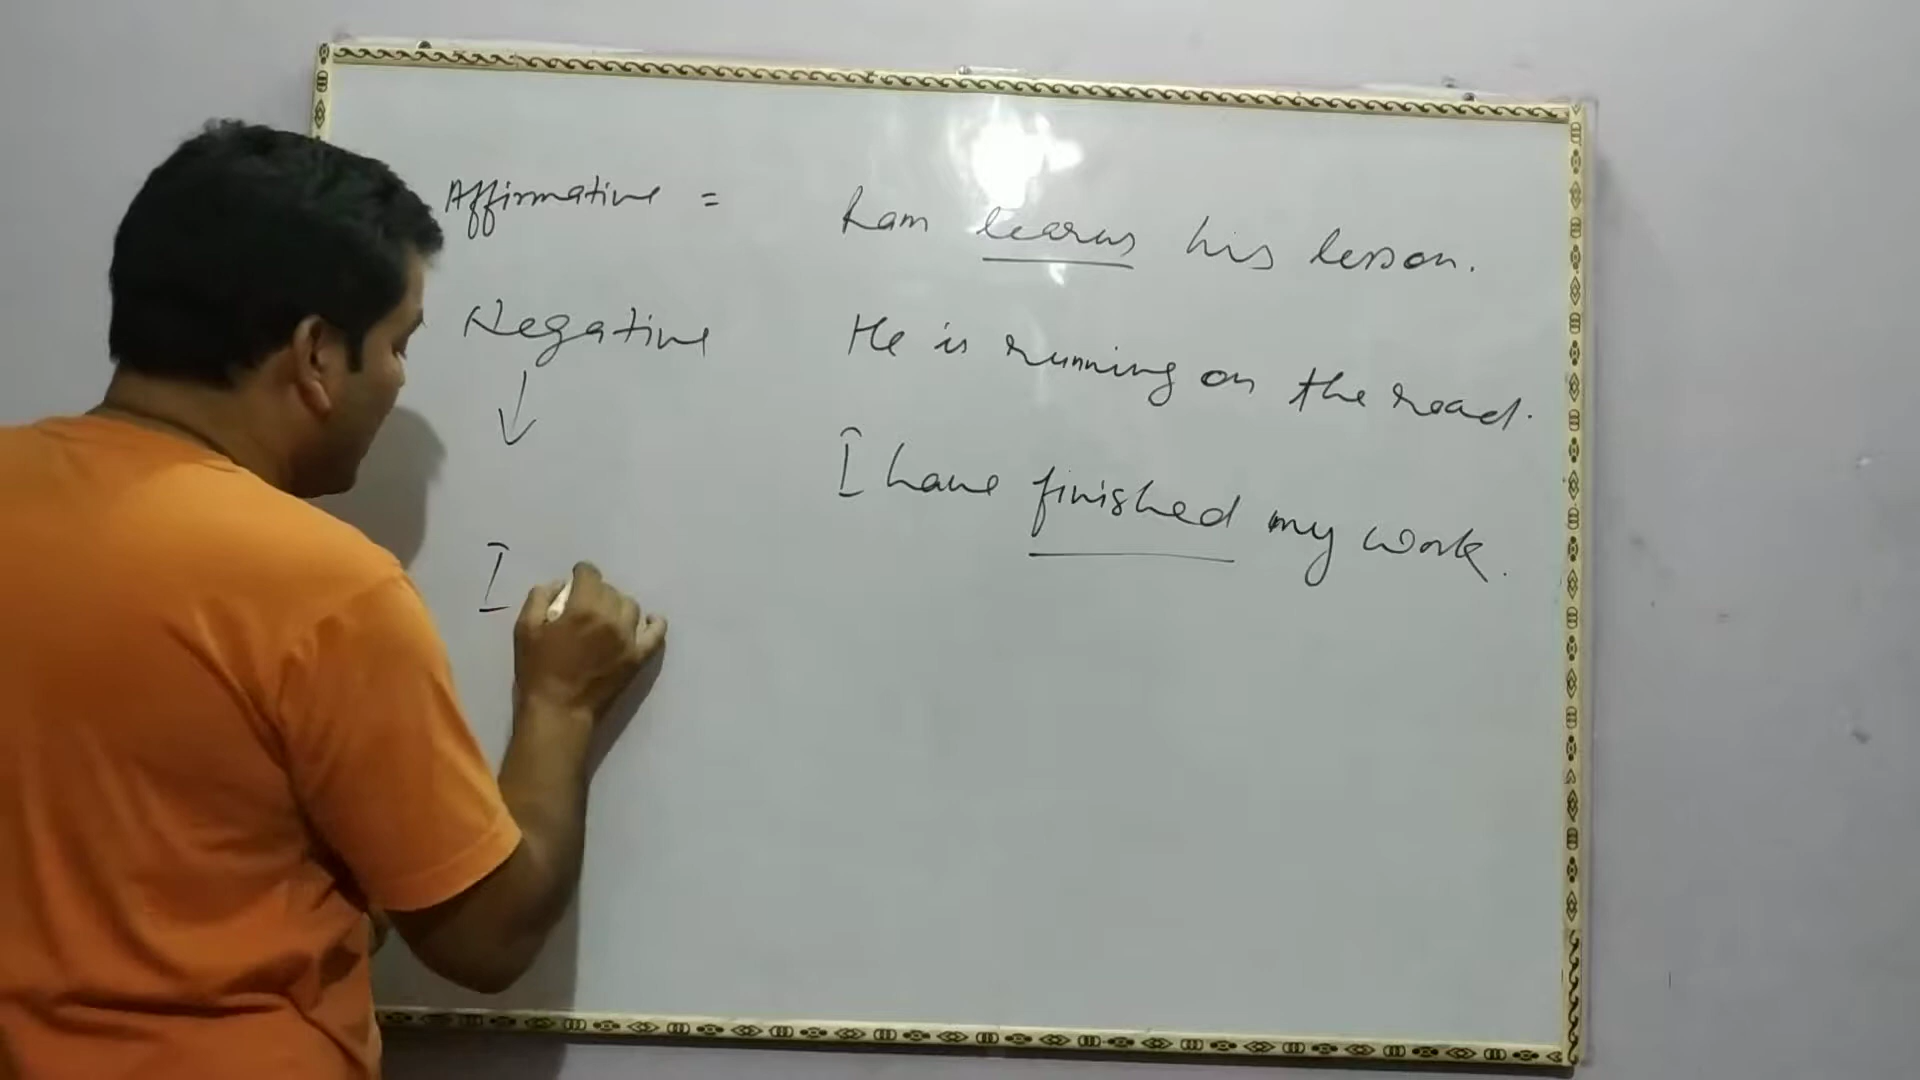 Affirmative = Ram learns his lesson.
Negative He is running on the road.
I have finished my work.
I